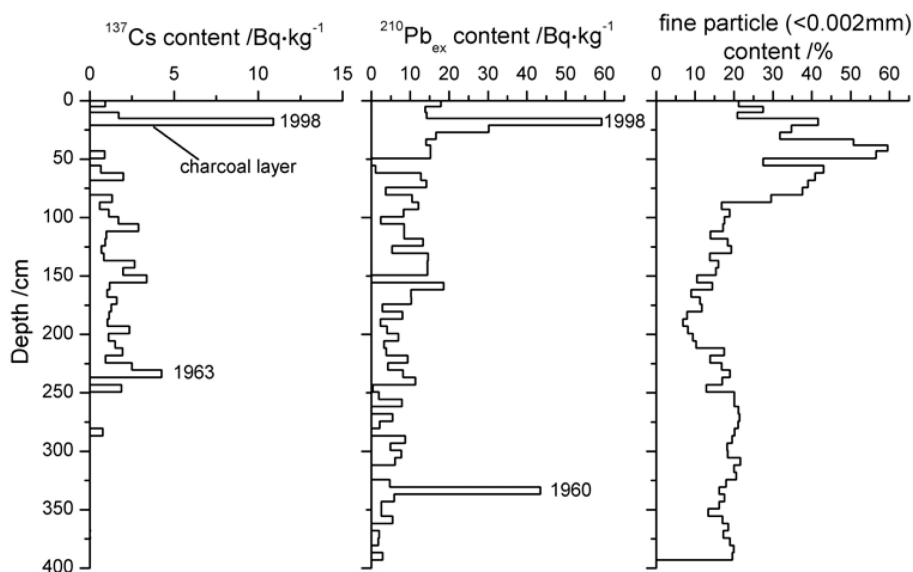 ¹³⁷Cs content /Bq·kg⁻¹
0 5 10 15
²¹⁰Pbₑₓ content /Bq·kg⁻¹
0 10 20 30 40 50 60
fine particle (<0.002mm)
content /%
0 10 20 30 40 50 60
Depth /cm
0
50
100
150
200
250
300
350
400
1998
charcoal layer
1963
1998
1960